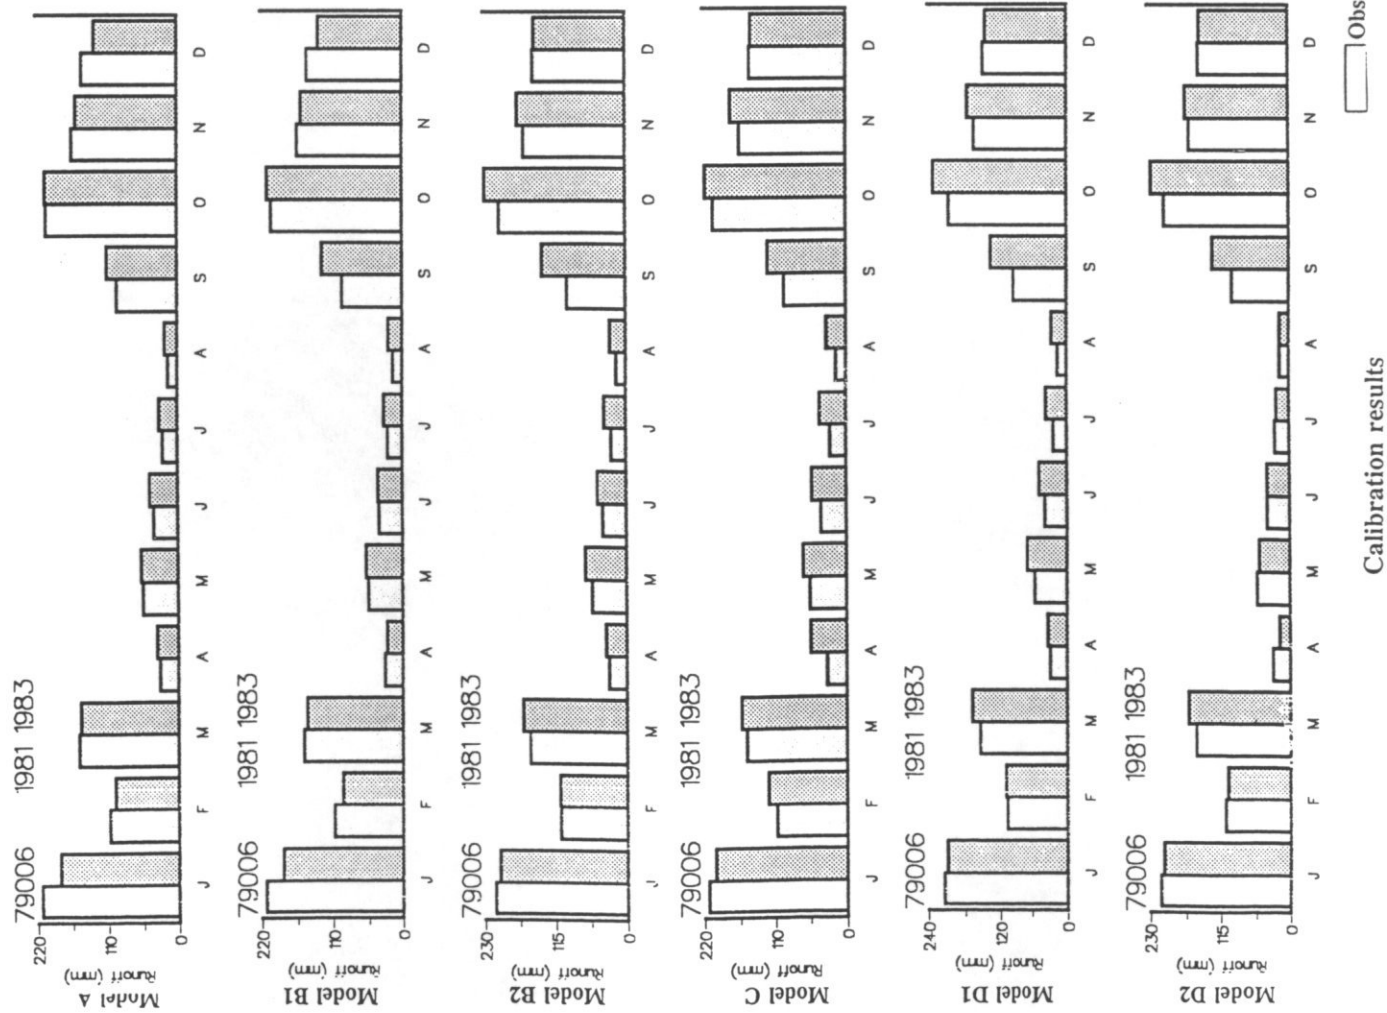 Model A
Runoff (mm)
220
110
0
79006 1981 1983
J F M A M J J A S O N D
Model B1
Runoff (mm)
220
110
0
79006 1981 1983
J F M A M J J A S O N D
Model B2
Runoff (mm)
230
115
0
79006 1981 1983
J F M A M J J A S O N D
Model C
Runoff (mm)
220
110
0
79006 1981 1983
J F M A M J J A S O N D
Model D1
Runoff (mm)
240
120
0
79006 1981 1983
J F M A M J J A S O N D
Model D2
Runoff (mm)
230
115
0
79006 1981 1983
J F M A M J J A S O N D
Obs
Calibration results